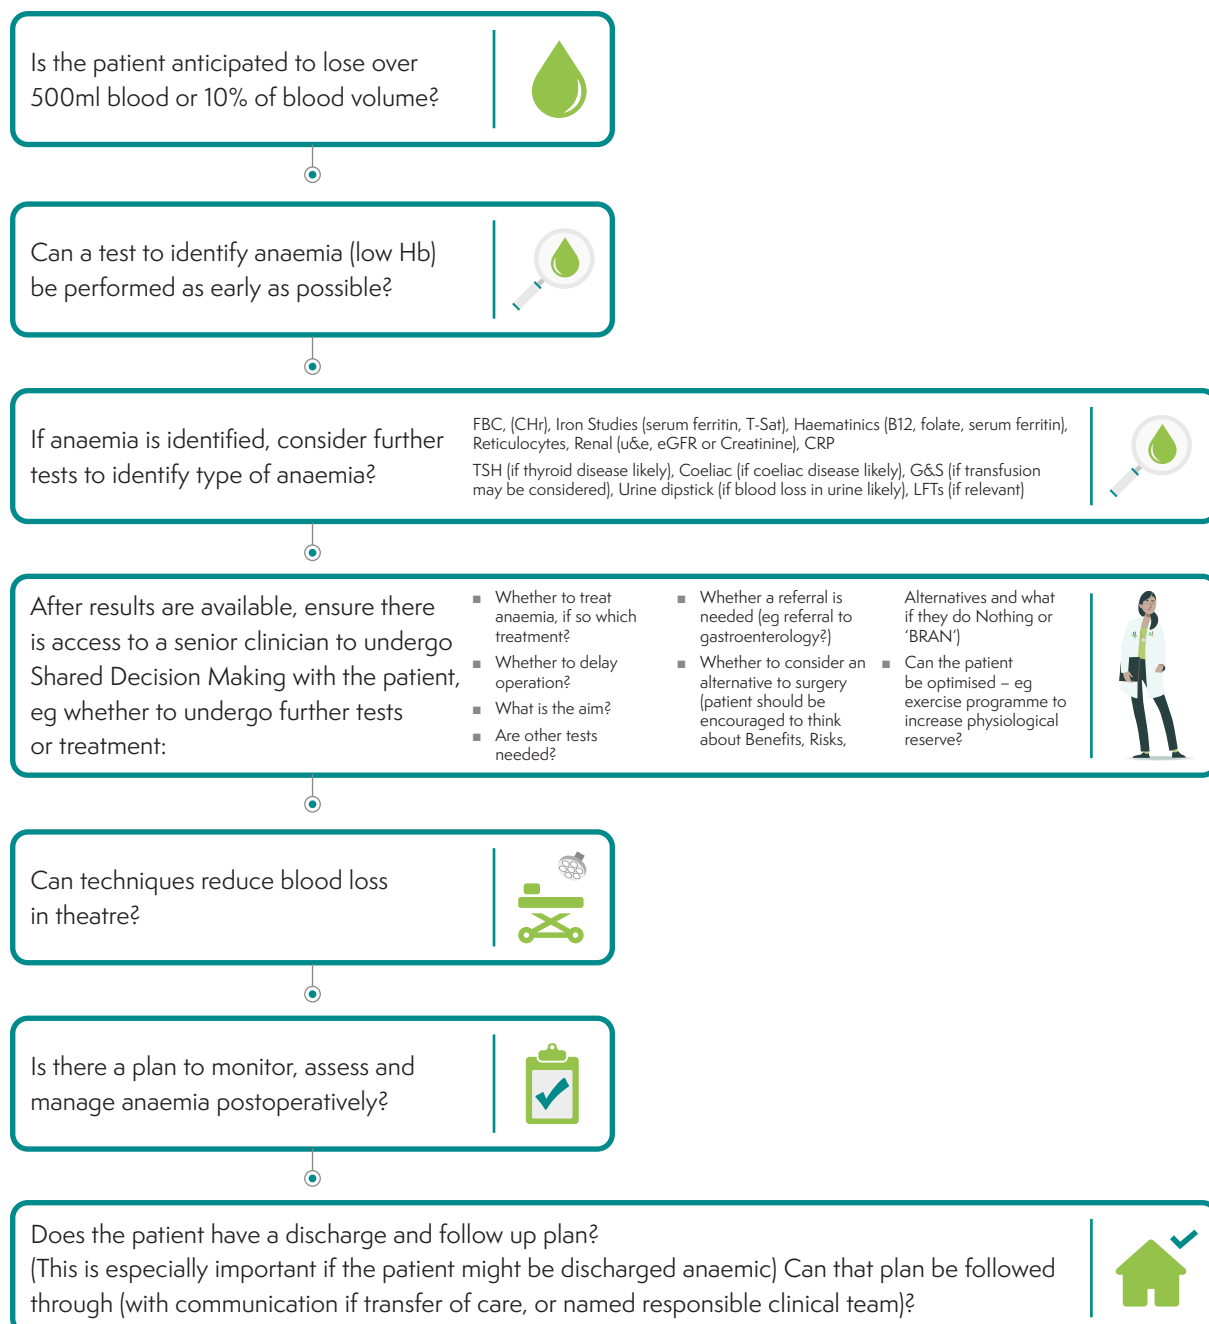 Is the patient anticipated to lose over
500ml blood or 10% of blood volume?
Can a test to identify anaemia (low Hb)
be performed as early as possible?
If anaemia is identified, consider further
tests to identify type of anaemia?
FBC, (CHr), Iron Studies (serum ferritin, T-Sat), Haematinics (B12, folate, serum ferritin),
Reticulocytes, Renal (u&e, eGFR or Creatinine), CRP
TSH (if thyroid disease likely), Coeliac (if coeliac disease likely), G&S (if transfusion
may be considered), Urine dipstick (if blood loss in urine likely), LFTs (if relevant)
After results are available, ensure there
is access to a senior clinician to undergo
Shared Decision Making with the patient,
eg whether to undergo further tests
or treatment:
■ Whether to treat
anaemia, if so which
treatment?
■ Whether to delay
operation?
■ What is the aim?
■ Are other tests
needed?
■ Whether a referral is
needed (eg referral to
gastroenterology?)
■ Whether to consider an
alternative to surgery
(patient should be
encouraged to think
about Benefits, Risks,
Alternatives and what
if they do Nothing or
‘BRAN’)
■ Can the patient
be optimised – eg
exercise programme to
increase physiological
reserve?
Can techniques reduce blood loss
in theatre?
Is there a plan to monitor, assess and
manage anaemia postoperatively?
Does the patient have a discharge and follow up plan?
(This is especially important if the patient might be discharged anaemic) Can that plan be followed
through (with communication if transfer of care, or named responsible clinical team)?